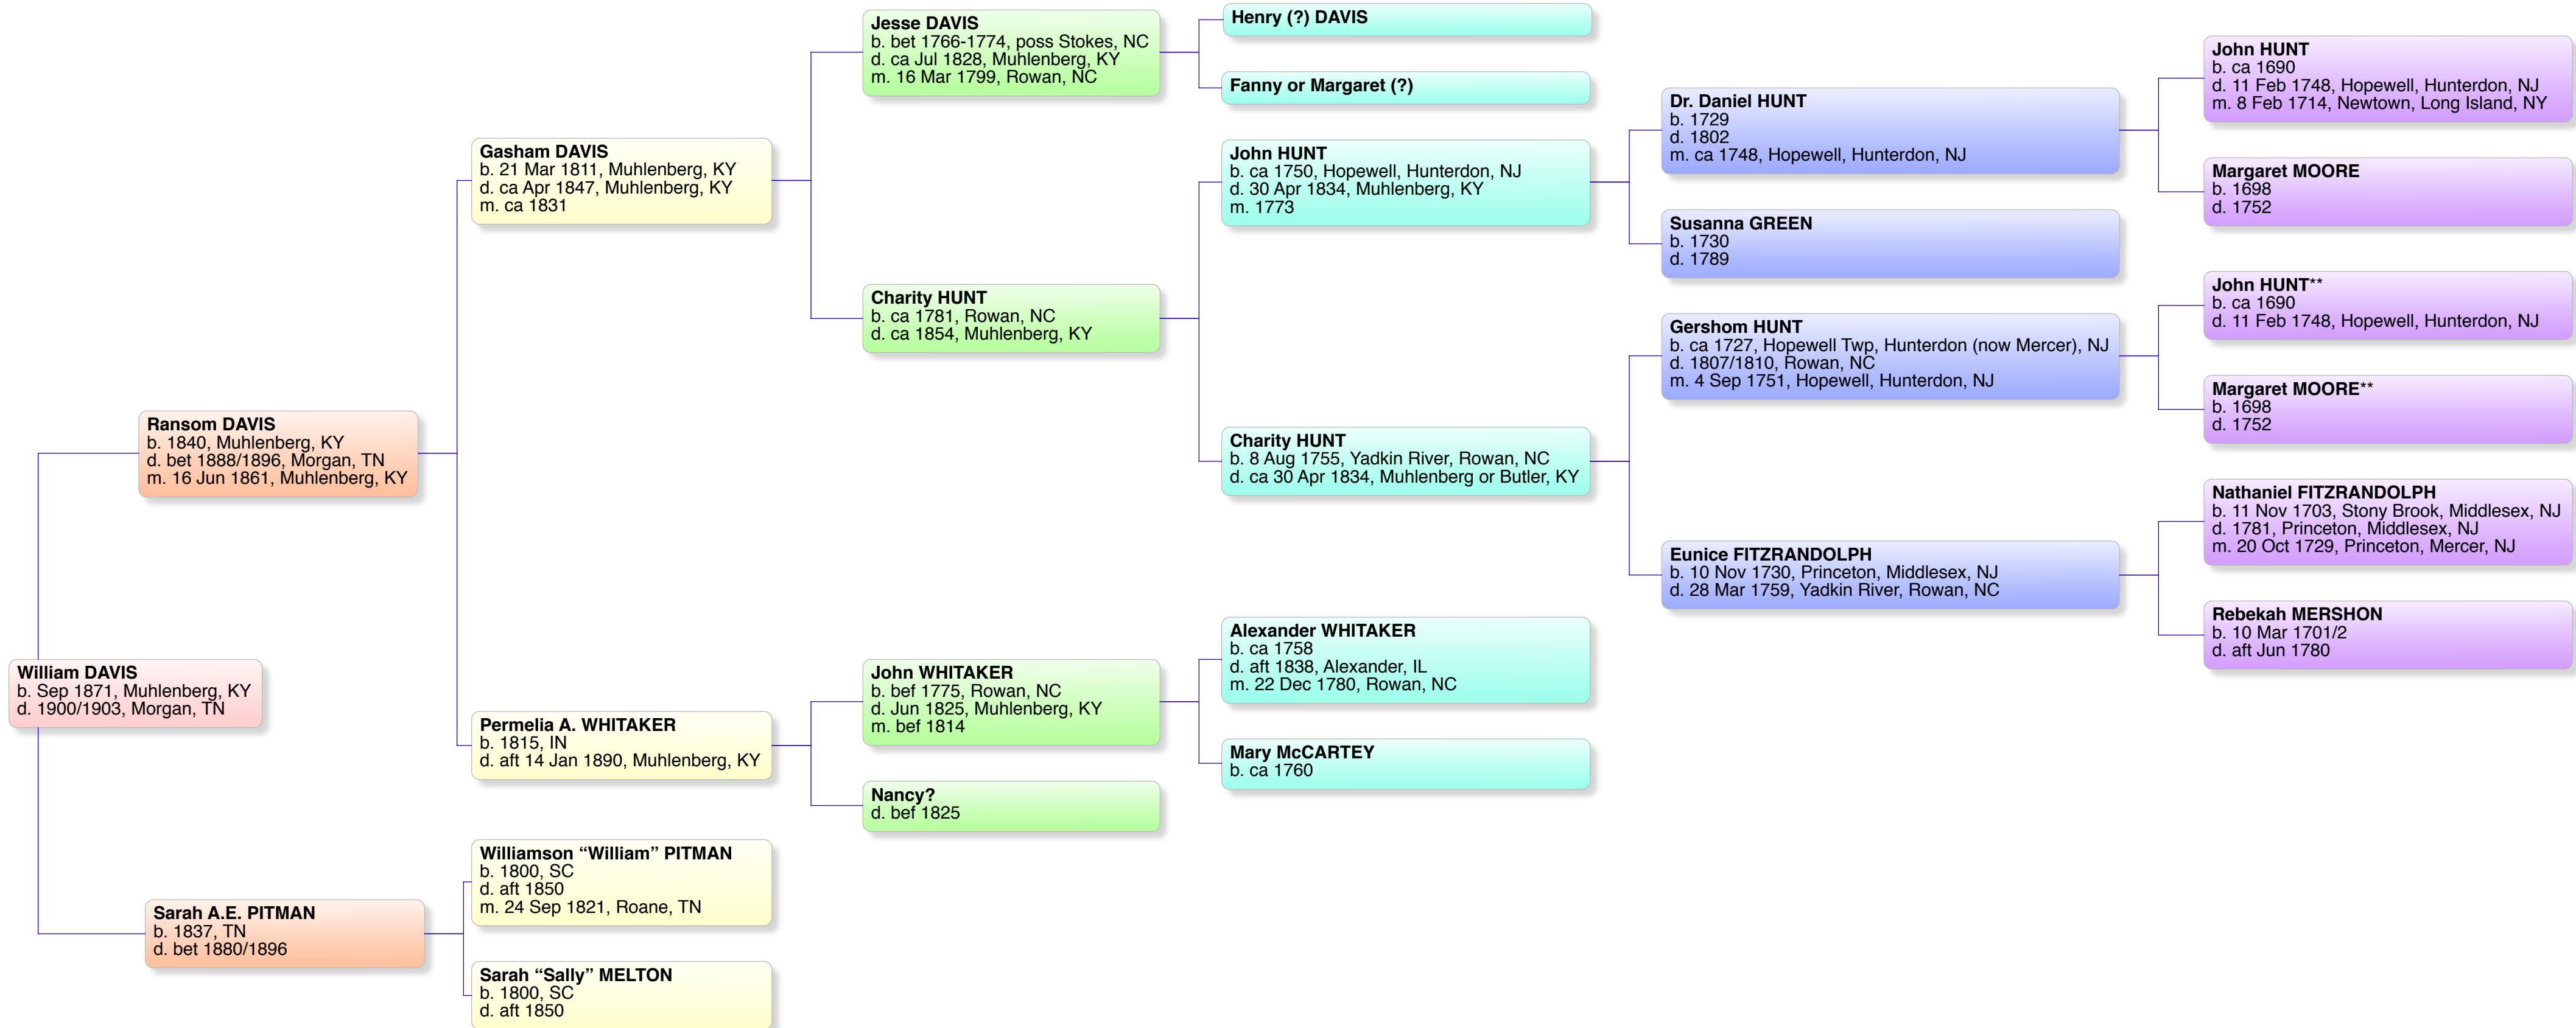 William DAVIS
b. Sep 1871, Muhlenberg, KY
d. 1900/1903, Morgan, TN
Ransom DAVIS
b. 1840, Muhlenberg, KY
d. bet 1888/1896, Morgan, TN
m. 16 Jun 1861, Muhlenberg, KY
Sarah A.E. PITMAN
b. 1837, TN
d. bet 1880/1896
Gasham DAVIS
b. 21 Mar 1811, Muhlenberg, KY
d. ca Apr 1847, Muhlenberg, KY
m. ca 1831
Permelia A. WHITAKER
b. 1815, IN
d. aft 14 Jan 1890, Muhlenberg, KY
Williamson “William” PITMAN
b. 1800, SC
d. aft 1850
m. 24 Sep 1821, Roane, TN
Sarah “Sally” MELTON
b. 1800, SC
d. aft 1850
Jesse DAVIS
b. bet 1766-1774, poss Stokes, NC
d. ca Jul 1828, Muhlenberg, KY
m. 16 Mar 1799, Rowan, NC
Charity HUNT
b. ca 1781, Rowan, NC
d. ca 1854, Muhlenberg, KY
John WHITAKER
b. bef 1775, Rowan, NC
d. Jun 1825, Muhlenberg, KY
m. bef 1814
Nancy?
d. bef 1825
Henry (?) DAVIS
Fanny or Margaret (?)
John HUNT
b. ca 1750, Hopewell, Hunterdon, NJ
d. 30 Apr 1834, Muhlenberg, KY
m. 1773
Charity HUNT
b. 8 Aug 1755, Yadkin River, Rowan, NC
d. ca 30 Apr 1834, Muhlenberg or Butler, KY
Alexander WHITAKER
b. ca 1758
d. aft 1838, Alexander, IL
m. 22 Dec 1780, Rowan, NC
Mary McCARTEY
b. ca 1760
Dr. Daniel HUNT
b. 1729
d. 1802
m. ca 1748, Hopewell, Hunterdon, NJ
Susanna GREEN
b. 1730
d. 1789
Gershom HUNT
b. ca 1727, Hopewell Twp, Hunterdon (now Mercer), NJ
d. 1807/1810, Rowan, NC
m. 4 Sep 1751, Hopewell, Hunterdon, NJ
Eunice FITZRANDOLPH
b. 10 Nov 1730, Princeton, Middlesex, NJ
d. 28 Mar 1759, Yadkin River, Rowan, NC
John HUNT
b. ca 1690
d. 11 Feb 1748, Hopewell, Hunterdon, NJ
m. 8 Feb 1714, Newtown, Long Island, NY
Margaret MOORE
b. 1698
d. 1752
John HUNT**
b. ca 1690
d. 11 Feb 1748, Hopewell, Hunterdon, NJ
Margaret MOORE**
b. 1698
d. 1752
Nathaniel FITZRANDOLPH
b. 11 Nov 1703, Stony Brook, Middlesex, NJ
d. 1781, Princeton, Middlesex, NJ
m. 20 Oct 1729, Princeton, Mercer, NJ
Rebekah MERSHON
b. 10 Mar 1701/2
d. aft Jun 1780